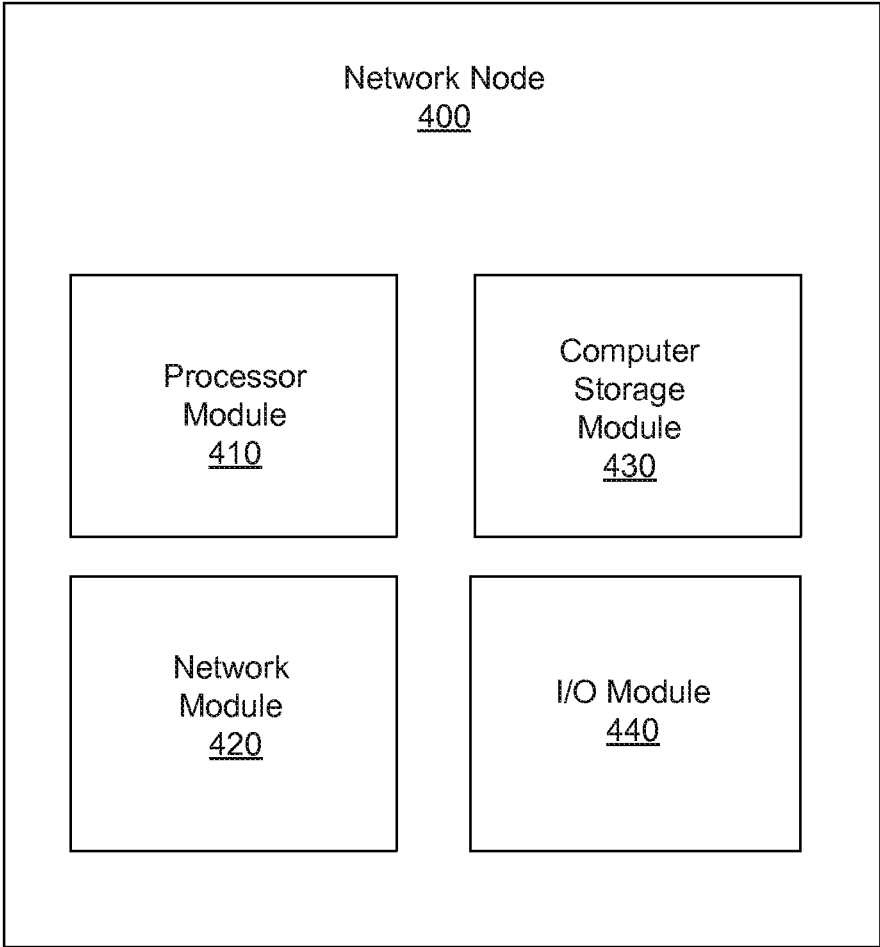 Network Node
400
Processor
Module
410
Computer
Storage
Module
430
Network
Module
420
I/O Module
440